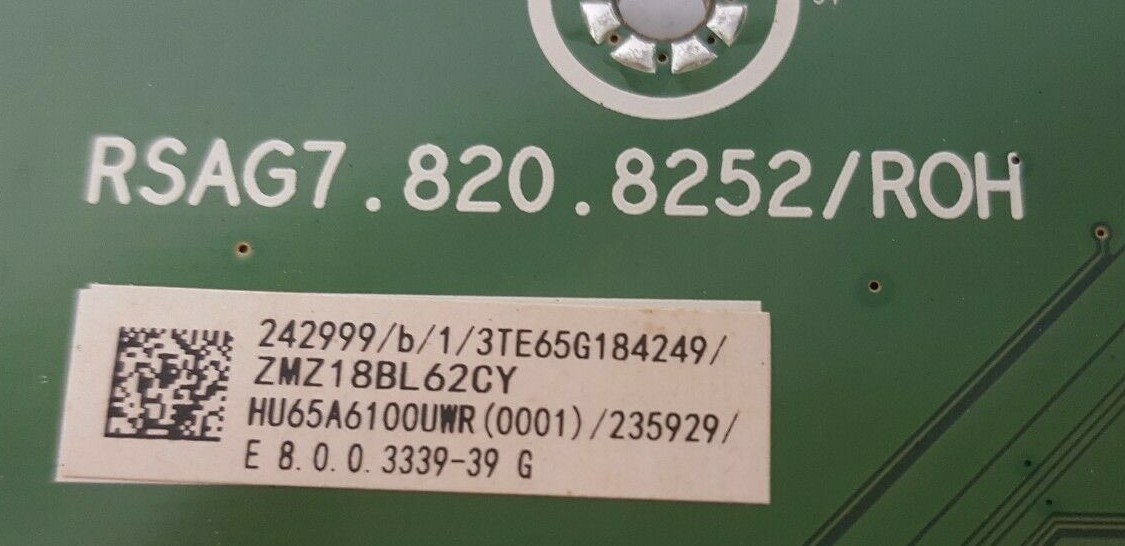 RSAG7.820.8252/ROH
242999/b/1/3TE65G184249/
ZMZ18BL62CY
HU65A6100UWR(0001)/235929/
E 8.0.0.3339-39 G